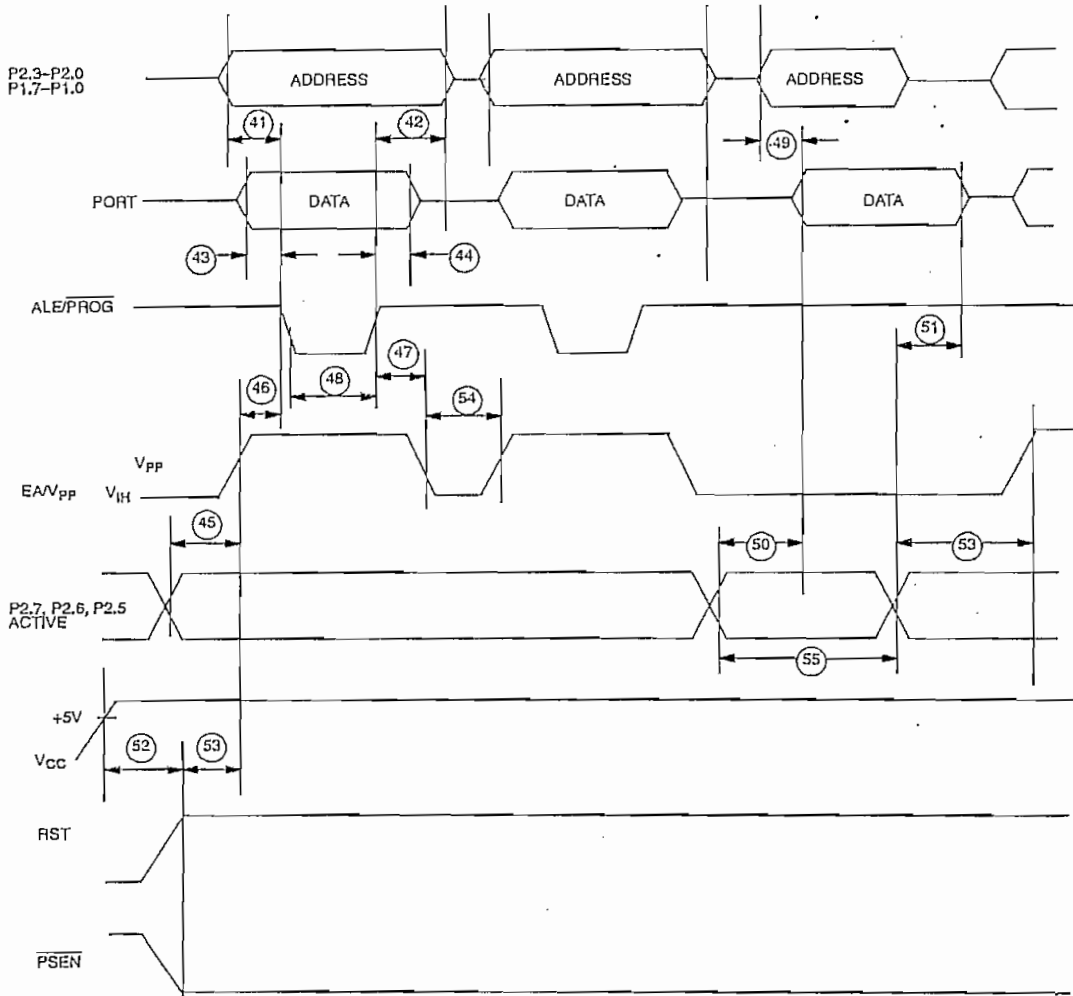 P2.3–P2.0
P1.7–P1.0
ADDRESS
ADDRESS
ADDRESS
41
42
49
PORT
DATA
DATA
DATA
43
44
ALE/PROG
51
47
46
48
54
VPP
EA/VPP
VIH
45
50
53
P2.7, P2.6, P2.5
ACTIVE
55
+5V
52
53
VCC
RST
PSEN